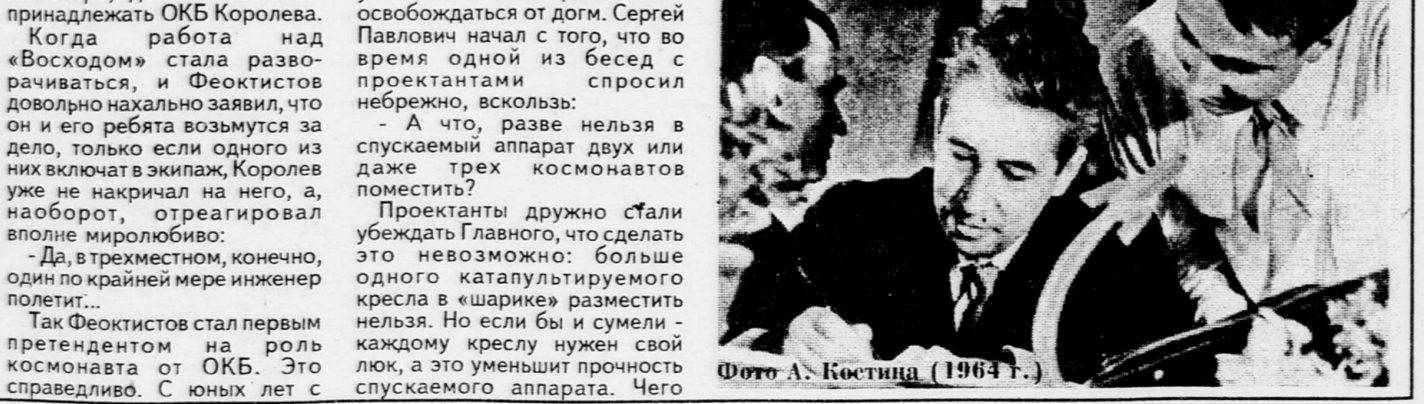 принадлежать ОКБ Королева.
Когда работа над
«Восходом» стала разво-
рачиваться, и Феоктистов
довольно нахально заявил, что
он и его ребята возьмутся за
дело, только если одного из
них включат в экипаж, Королев
уже не накричал на него, а,
наоборот, отреагировал
вполне миролюбиво:
- Да, в трехместном, конечно,
один по крайней мере инженер
полетит...
Так Феоктистов стал первым
претендентом на роль
космонавта от ОКБ. Это
справедливо. С юных лет с
освобождаться от догм. Сергей
Павлович начал с того, что во
время одной из бесед с
проектантами спросил
небрежно, вскользь:
- А что, разве нельзя в
спускаемый аппарат двух или
даже трех космонавтов
поместить?
Проектанты дружно стали
убеждать Главного, что сделать
это невозможно: больше
одного катапультируемого
кресла в «шарике» разместить
нельзя. Но если бы и сумели -
каждому креслу нужен свой
люк, а это уменьшит прочность
спускаемого аппарата. Чего
Фото А. Костина (1964 г.)